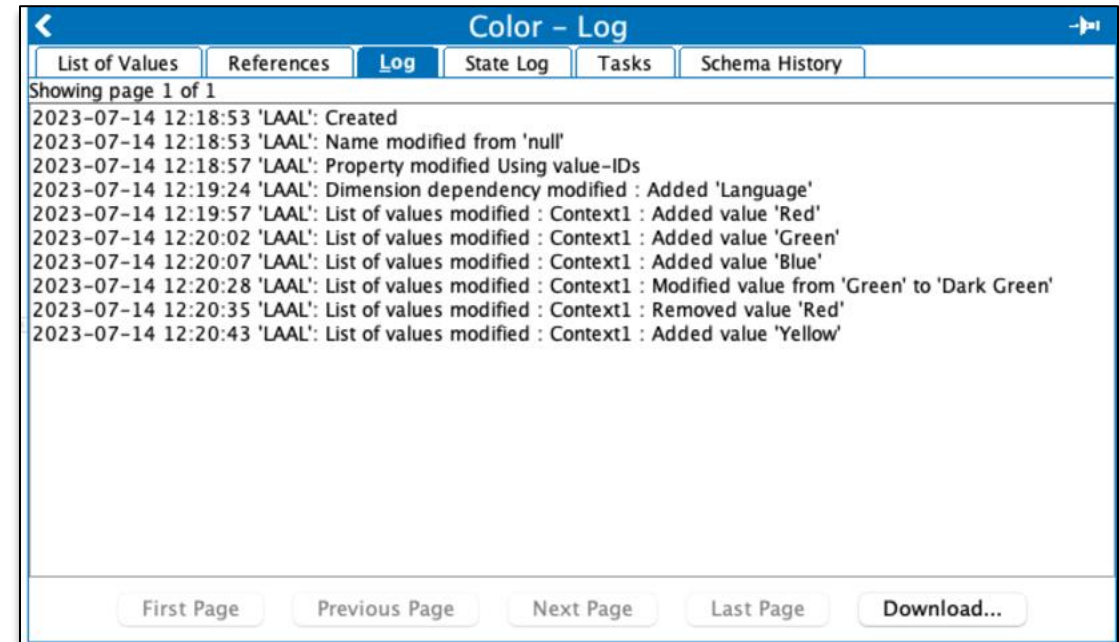 Color – Log
List of Values References Log State Log Tasks Schema History
Showing page 1 of 1
2023-07-14 12:18:53 'LAAL': Created
2023-07-14 12:18:53 'LAAL': Name modified from 'null'
2023-07-14 12:18:57 'LAAL': Property modified Using value-IDs
2023-07-14 12:19:24 'LAAL': Dimension dependency modified : Added 'Language'
2023-07-14 12:19:57 'LAAL': List of values modified : Context1 : Added value 'Red'
2023-07-14 12:20:02 'LAAL': List of values modified : Context1 : Added value 'Green'
2023-07-14 12:20:07 'LAAL': List of values modified : Context1 : Added value 'Blue'
2023-07-14 12:20:28 'LAAL': List of values modified : Context1 : Modified value from 'Green' to 'Dark Green'
2023-07-14 12:20:35 'LAAL': List of values modified : Context1 : Removed value 'Red'
2023-07-14 12:20:43 'LAAL': List of values modified : Context1 : Added value 'Yellow'
First Page Previous Page Next Page Last Page Download...